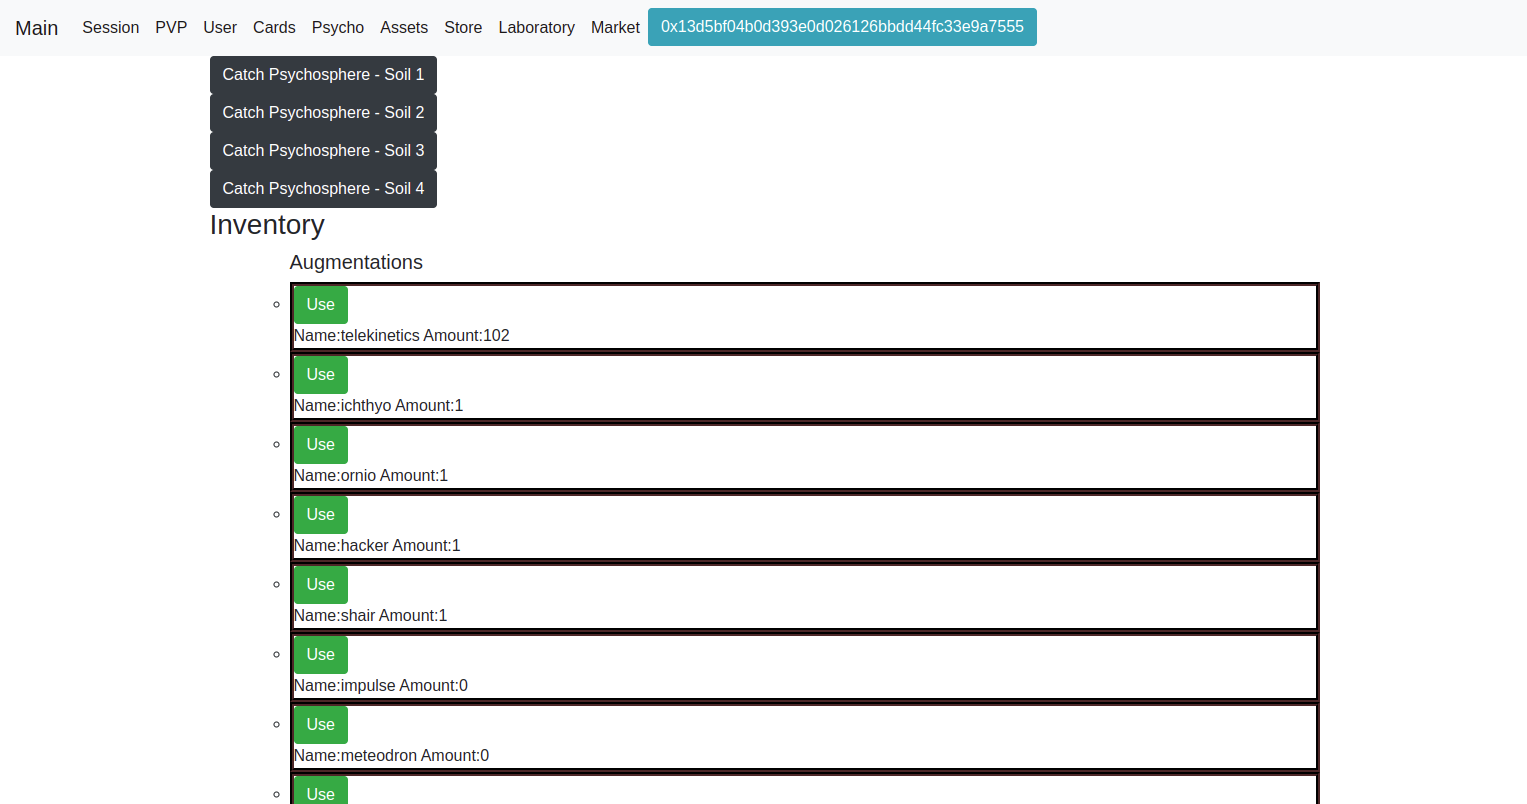 Main Session PVP User Cards Psycho Assets Store Laboratory Market 0x13d5bf04b0d393e0d026126bbdd44fc33e9a7555
Catch Psychosphere - Soil 1
Catch Psychosphere - Soil 2
Catch Psychosphere - Soil 3
Catch Psychosphere - Soil 4
Inventory
Augmentations
Use
Name:telekinetics Amount:102
Use
Name:ichthyo Amount:1
Use
Name:ornio Amount:1
Use
Name:hacker Amount:1
Use
Name:shair Amount:1
Use
Name:impulse Amount:0
Use
Name:meteodron Amount:0
Use